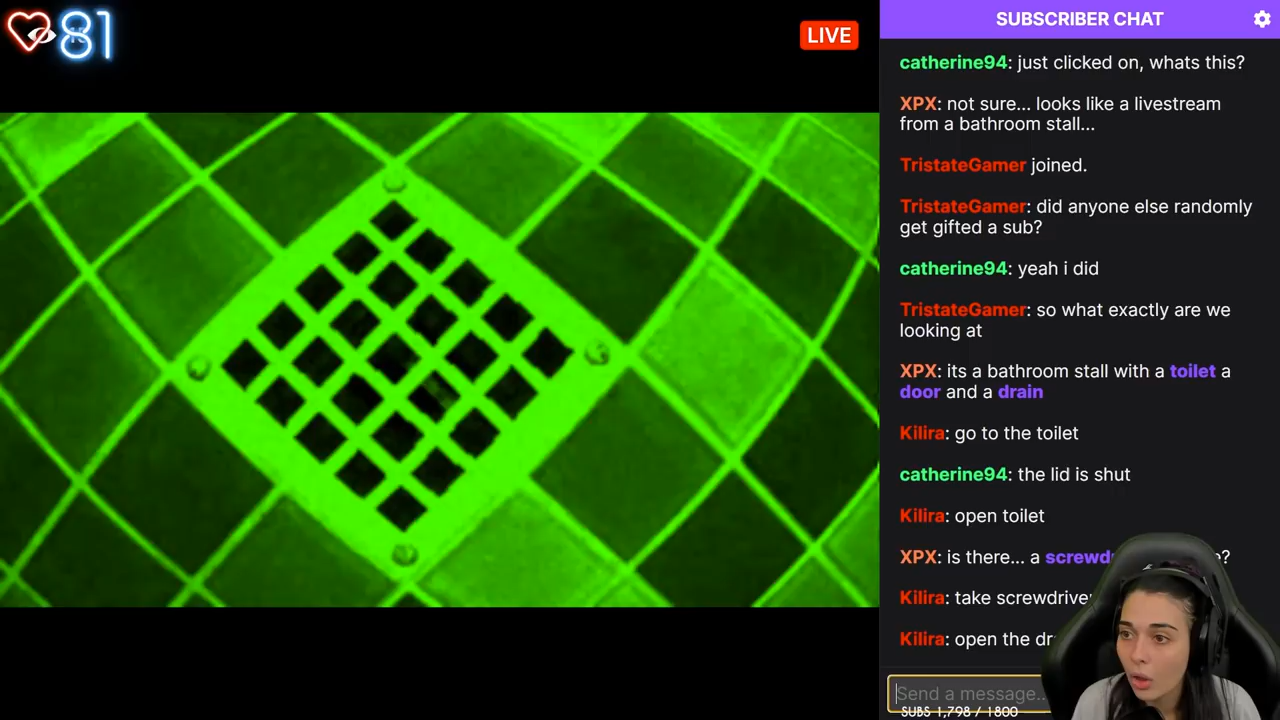 81
LIVE
SUBSCRIBER CHAT
catherine94: just clicked on, whats this?
XPX: not sure... looks like a livestream
from a bathroom stall...
TristateGamer joined.
TristateGamer: did anyone else randomly
get gifted a sub?
catherine94: yeah i did
TristateGamer: so what exactly are we
looking at
XPX: its a bathroom stall with a toilet a
door and a drain
Kilira: go to the toilet
catherine94: the lid is shut
Kilira: open toilet
XPX: is there... a
Kilira: take
Kilira: open the
Send a message...
SUBS 1,798 / 1800